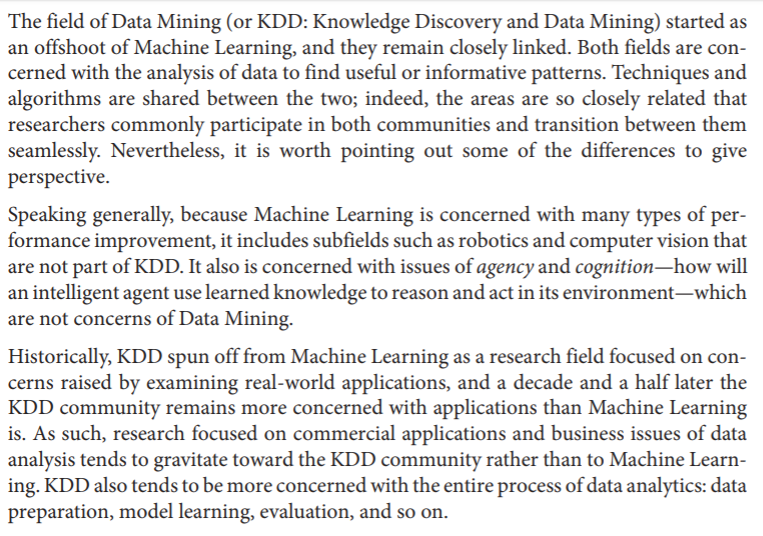 The field of Data Mining (or KDD: Knowledge Discovery and Data Mining) started as
an offshoot of Machine Learning, and they remain closely linked. Both fields are con-
cerned with the analysis of data to find useful or informative patterns. Techniques and
algorithms are shared between the two; indeed, the areas are so closely related that
researchers commonly participate in both communities and transition between them
seamlessly. Nevertheless, it is worth pointing out some of the differences to give
perspective.
Speaking generally, because Machine Learning is concerned with many types of per-
formance improvement, it includes subfields such as robotics and computer vision that
are not part of KDD. It also is concerned with issues of agency and cognition—how will
an intelligent agent use learned knowledge to reason and act in its environment—which
are not concerns of Data Mining.
Historically, KDD spun off from Machine Learning as a research field focused on con-
cerns raised by examining real-world applications, and a decade and a half later the
KDD community remains more concerned with applications than Machine Learning
is. As such, research focused on commercial applications and business issues of data
analysis tends to gravitate toward the KDD community rather than to Machine Learn-
ing. KDD also tends to be more concerned with the entire process of data analytics: data
preparation, model learning, evaluation, and so on.